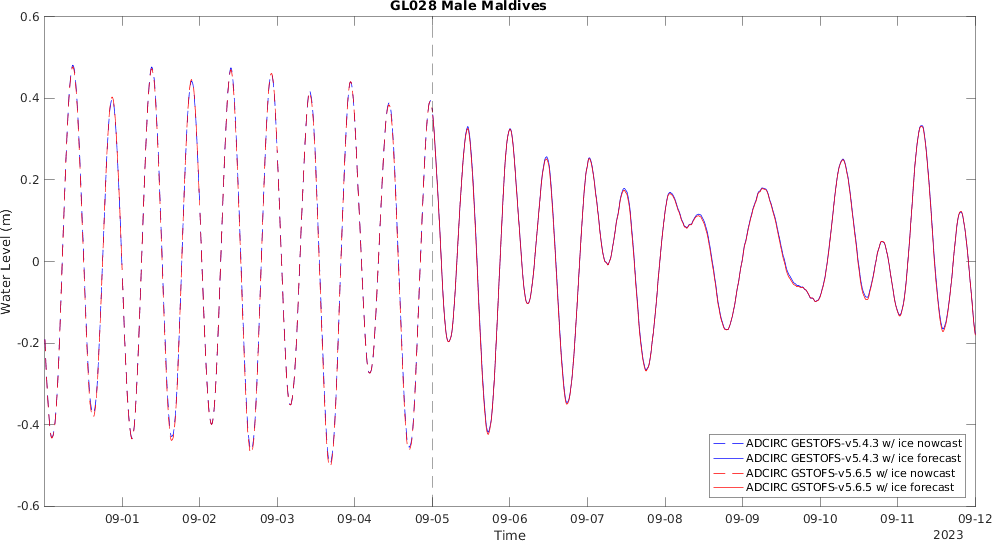 GL028 Male Maldives
0.6
0.4
0.2
0
-0.2
-0.4
-0.6
Water Level (m)
ADCIRC GESTOFS-v5.4.3 w/ ice nowcast
ADCIRC GESTOFS-v5.4.3 w/ ice forecast
ADCIRC GSTOFS-v5.6.5 w/ ice nowcast
ADCIRC GSTOFS-v5.6.5 w/ ice forecast
09-01 09-02 09-03 09-04 09-05 09-06 09-07 09-08 09-09 09-10 09-11 09-12
Time
2023